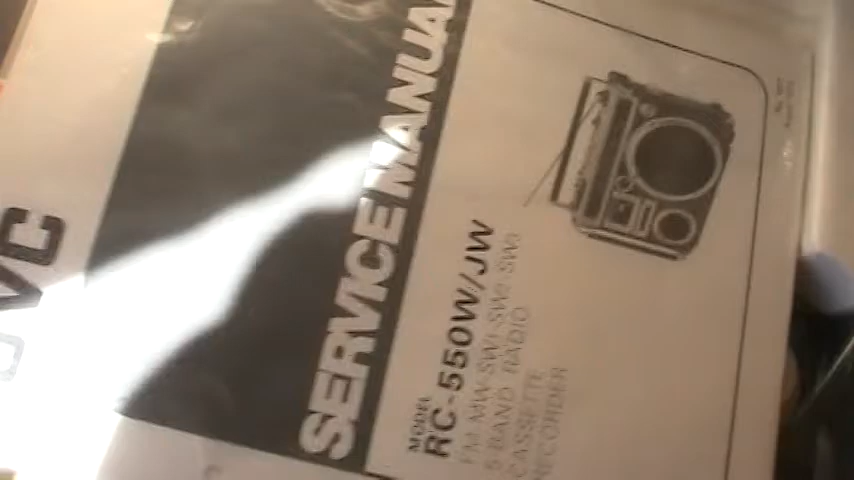 JVC
SERVICE MANUAL
MODEL
RC-550W/JW
FM-MW-SW1-SW2-SW3
5-BAND RADIO
CASSETTE
RECORDER